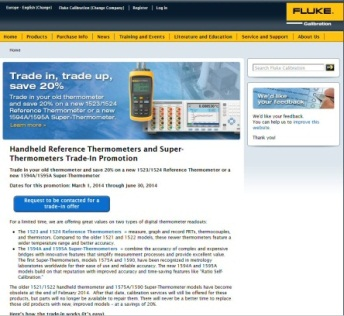 Europe - English (Change) | Fluke Calibration (Change Company) | Register | Log In
FLUKE.
Calibration
Home | Products | Purchase Info | News | Training and Events | Literature and Education | Service and Support | About Us
Home
Trade in, trade up,
save 20%
Trade in your old thermometer
and save 20% on a new 1523/1524
Reference Thermometer or a new
1594A/1595A Super-Thermometer
Learn more »
Search Fluke Calibration
We'd like
your feedback
We'd like your feedback.
You can help us to improve this
website.
Thank you!
Handheld Reference Thermometers and Super-
Thermometers Trade-In Promotion
Trade in your old thermometer and save 20% on a new 1523/1524 Reference Thermometer or a
new 1594A/1595A Super-Thermometer
Dates for this promotion: March 1, 2014 through June 30, 2014
Request to be contacted for a
trade-in offer
For a limited time, we are offering great values on two types of digital thermometer readouts:
• The 1523 and 1524 Reference Thermometers » measure, graph and record PRTs, thermocouples,
and thermistors. Compared to the older 1521 and 1522 models, these newer thermometers feature a
wider temperature range and better accuracy.
• The 1594A and 1595A Super-Thermometers » combine the accuracy of complex and expensive
bridges with innovative features that simplify measurement processes and provide excellent value.
The first Super-Thermometers, models 1575A and 1590, have been recognized in metrology
laboratories worldwide for their ease of use and reliable accuracy. The new 1594A and 1595A
models build on that reputation with improved accuracy and time-saving features like "Ratio Self-
Calibration."
The older 1521/1522 handheld thermometer and 1575A/1590 Super-Thermometer models have become
obsolete at the end of February 2014. After that date, calibration services will still be offered for these
products, but parts will no longer be available to repair them. There will never be a better time to replace
those old products with new, improved models - at a savings of 20%.
Here's how the trade-in works (it's easy)